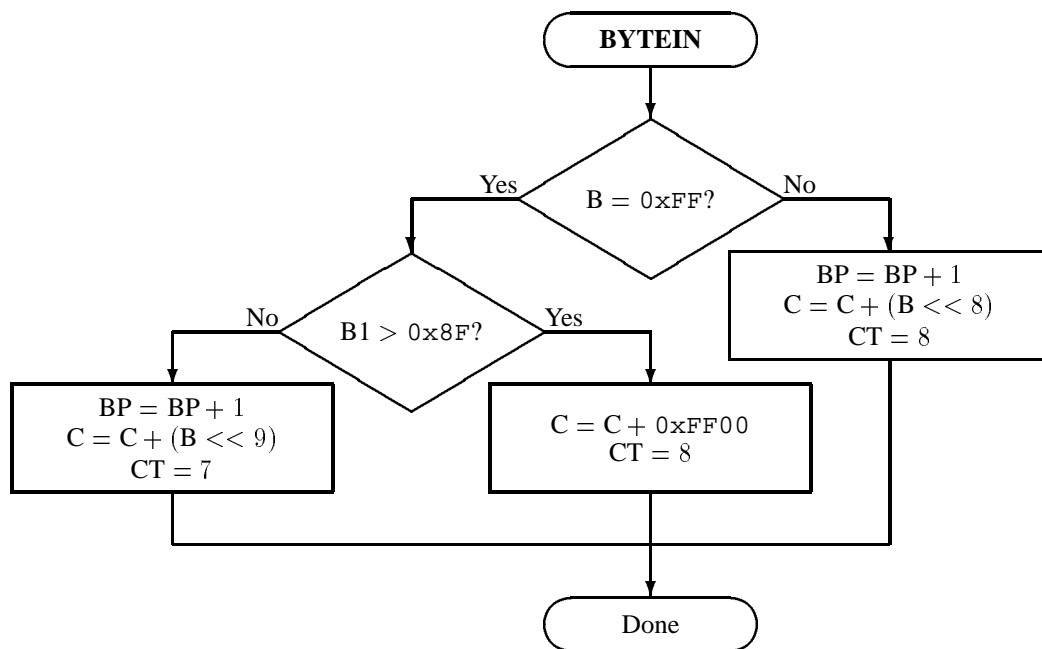 BYTEIN
Yes
B = 0xFF?
No
BP = BP + 1
C = C + (B << 8)
CT = 8
No
B1 > 0x8F?
Yes
BP = BP + 1
C = C + (B << 9)
CT = 7
C = C + 0xFF00
CT = 8
Done